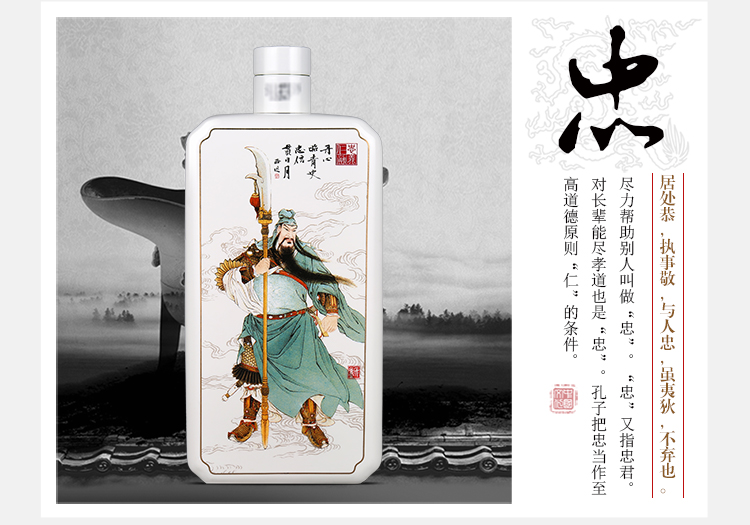 忠
居处恭,执事敬,与人忠,虽夷狄,不弃也。
尽力帮助别人叫做“忠”。“忠”又指忠君。
对长辈能尽孝道也是“忠”。孔子把忠当作至
高道德原则“仁”的条件。
丹心
照青史
忠信
贯日月